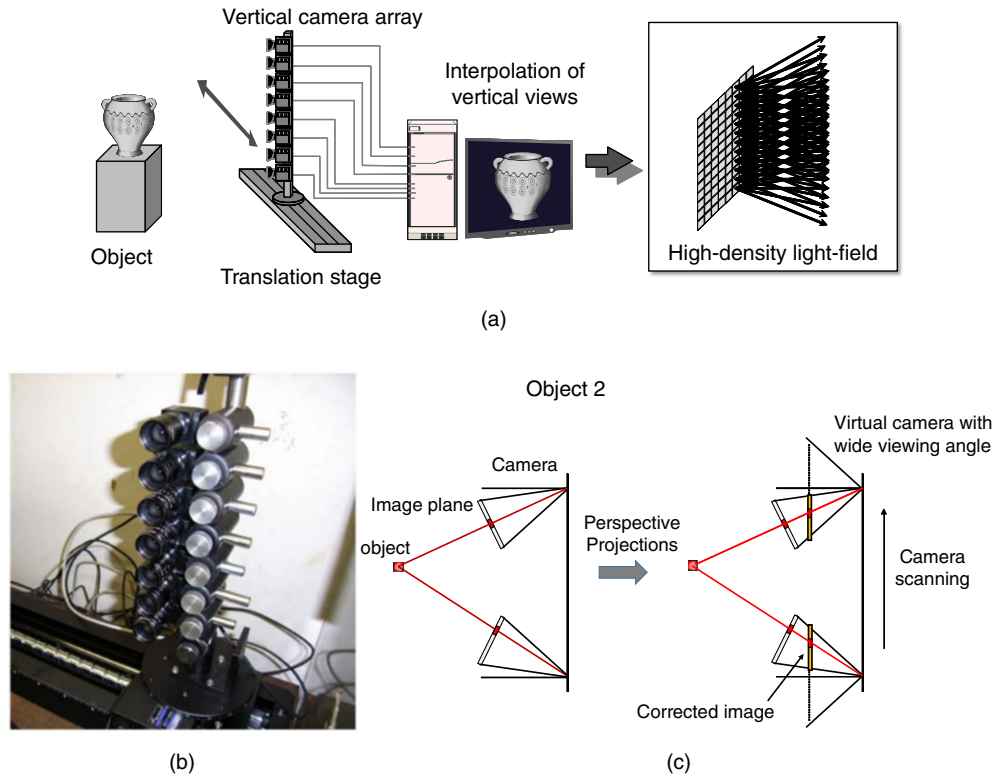 Vertical camera array
Interpolation of
vertical views
Object
Translation stage
High-density light-field
(a)
Object 2
Virtual camera with
wide viewing angle
Camera
Image plane
object
Perspective
Projections
Camera
scanning
Corrected image
(b)
(c)